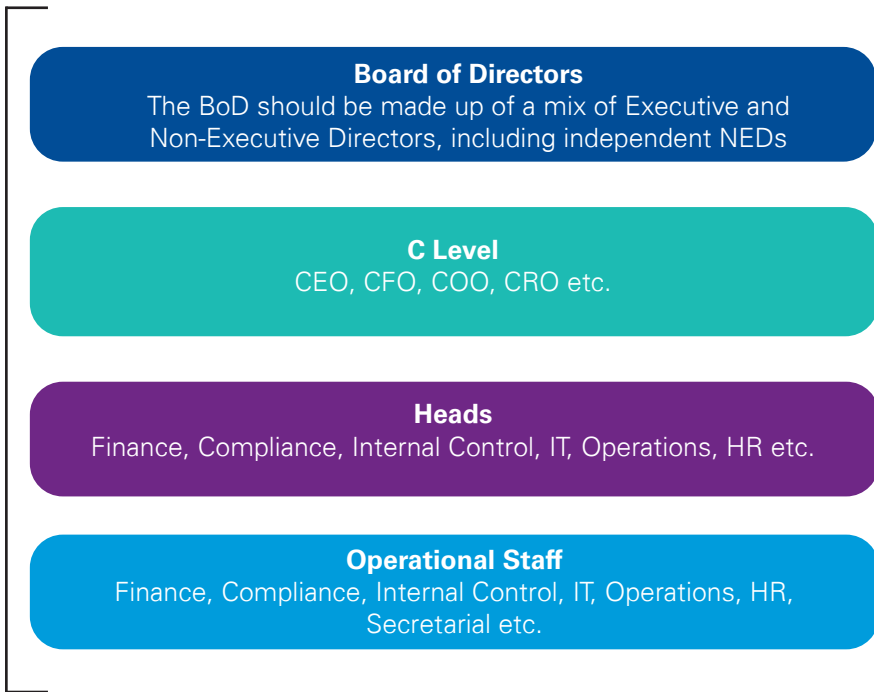 Board of Directors
The BoD should be made up of a mix of Executive and
Non-Executive Directors, including independent NEDs
C Level
CEO, CFO, COO, CRO etc.
Heads
Finance, Compliance, Internal Control, IT, Operations, HR etc.
Operational Staff
Finance, Compliance, Internal Control, IT, Operations, HR,
Secretarial etc.